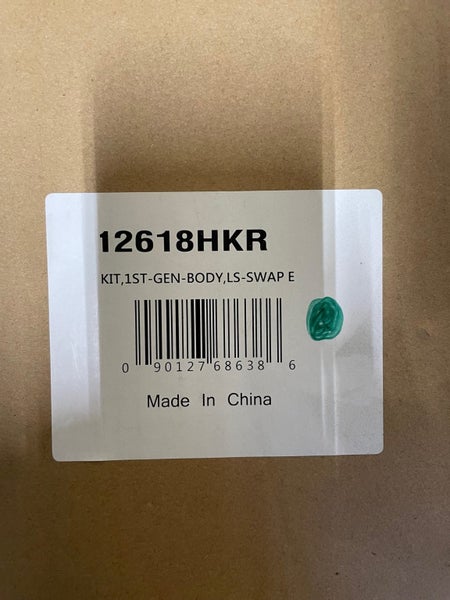 12618HKR
KIT,1ST-GEN-BODY,LS-SWAP E
0 90127 68638 6
Made In China